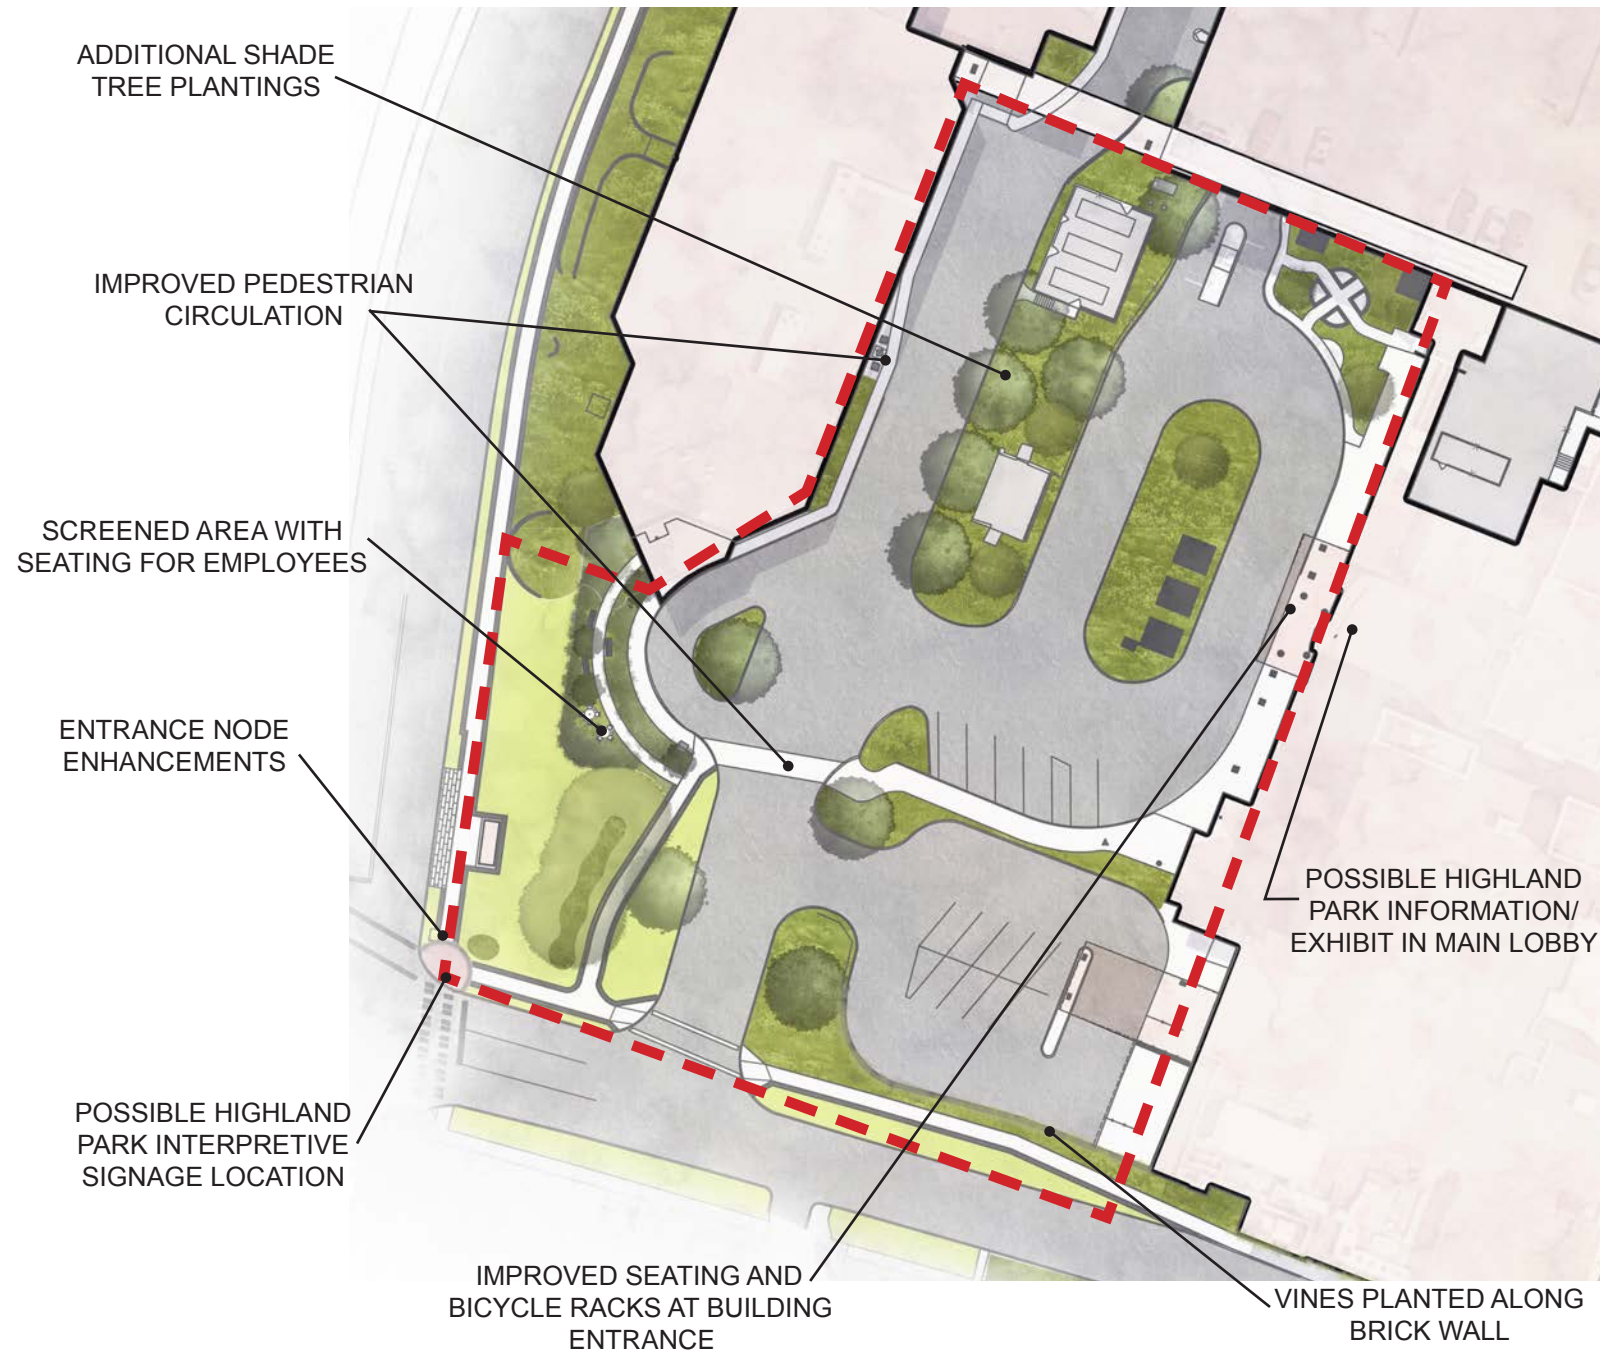 ADDITIONAL SHADE
TREE PLANTINGS
IMPROVED PEDESTRIAN
CIRCULATION
SCREENED AREA WITH
SEATING FOR EMPLOYEES
ENTRANCE NODE
ENHANCEMENTS
POSSIBLE HIGHLAND
PARK INTERPRETIVE
SIGNAGE LOCATION
IMPROVED SEATING AND
BICYCLE RACKS AT BUILDING
ENTRANCE
POSSIBLE HIGHLAND
PARK INFORMATION/
EXHIBIT IN MAIN LOBBY
VINES PLANTED ALONG
BRICK WALL